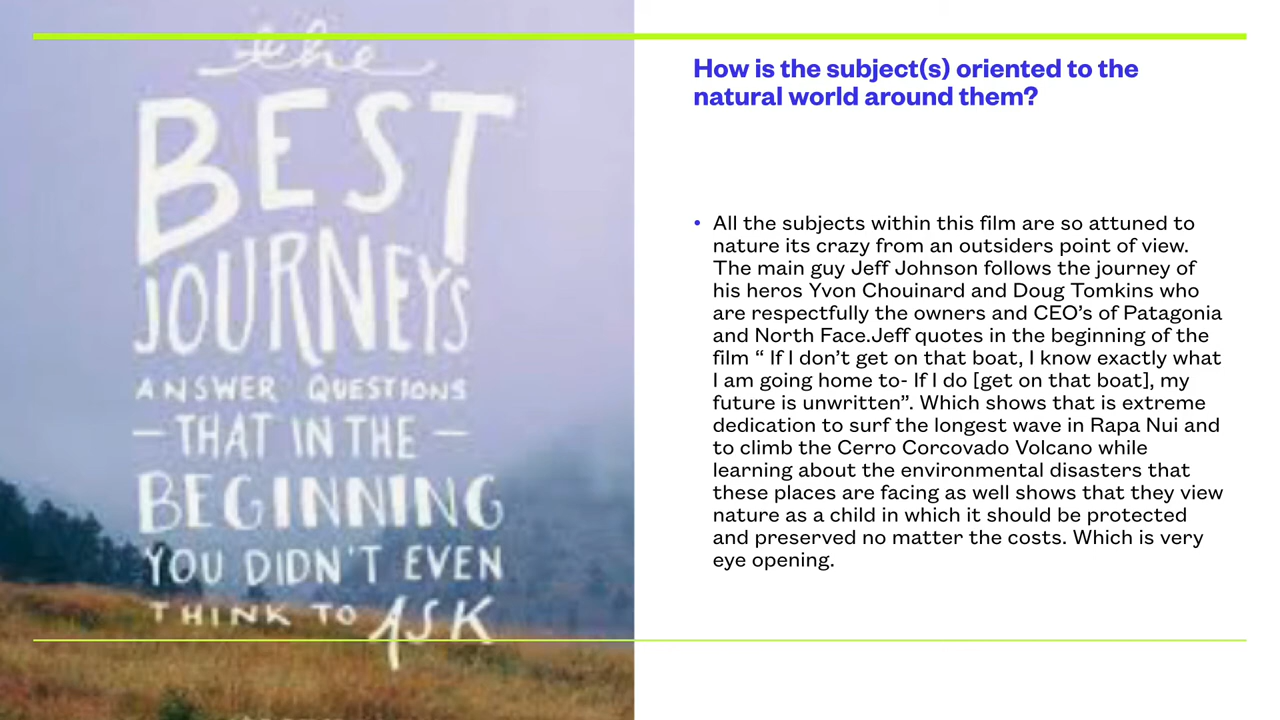 the
BEST
JOURNEYS
ANSWER QUESTIONS
– THAT IN THE –
BEGINNING
YOU DIDN'T EVEN
THINK TO ASK
How is the subject(s) oriented to the
natural world around them?
• All the subjects within this film are so attuned to
nature its crazy from an outsiders point of view.
The main guy Jeff Johnson follows the journey of
his heros Yvon Chouinard and Doug Tomkins who
are respectfully the owners and CEO’s of Patagonia
and North Face.Jeff quotes in the beginning of the
film “ If I don’t get on that boat, I know exactly what
I am going home to- If I do [get on that boat], my
future is unwritten”. Which shows that is extreme
dedication to surf the longest wave in Rapa Nui and
to climb the Cerro Corcovado Volcano while
learning about the environmental disasters that
these places are facing as well shows that they view
nature as a child in which it should be protected
and preserved no matter the costs. Which is very
eye opening.